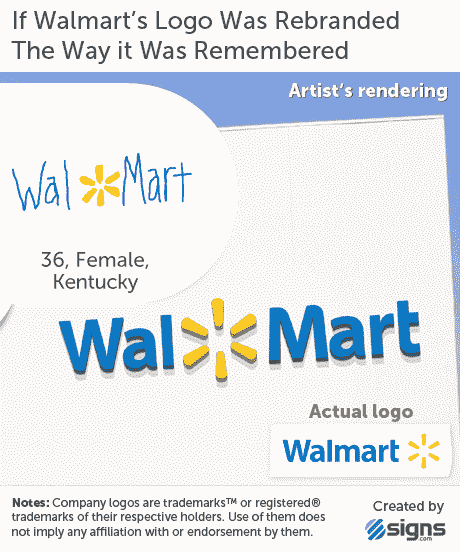 If Walmart’s Logo Was Rebranded
The Way it Was Remembered
Artist’s rendering
Wal Mart
36, Female,
Kentucky
Wal Mart
Actual logo
Walmart
Notes: Company logos are trademarks™ or registered®
trademarks of their respective holders. Use of them does
not imply any affiliation with or endorsement by them.
Created by
signs.com